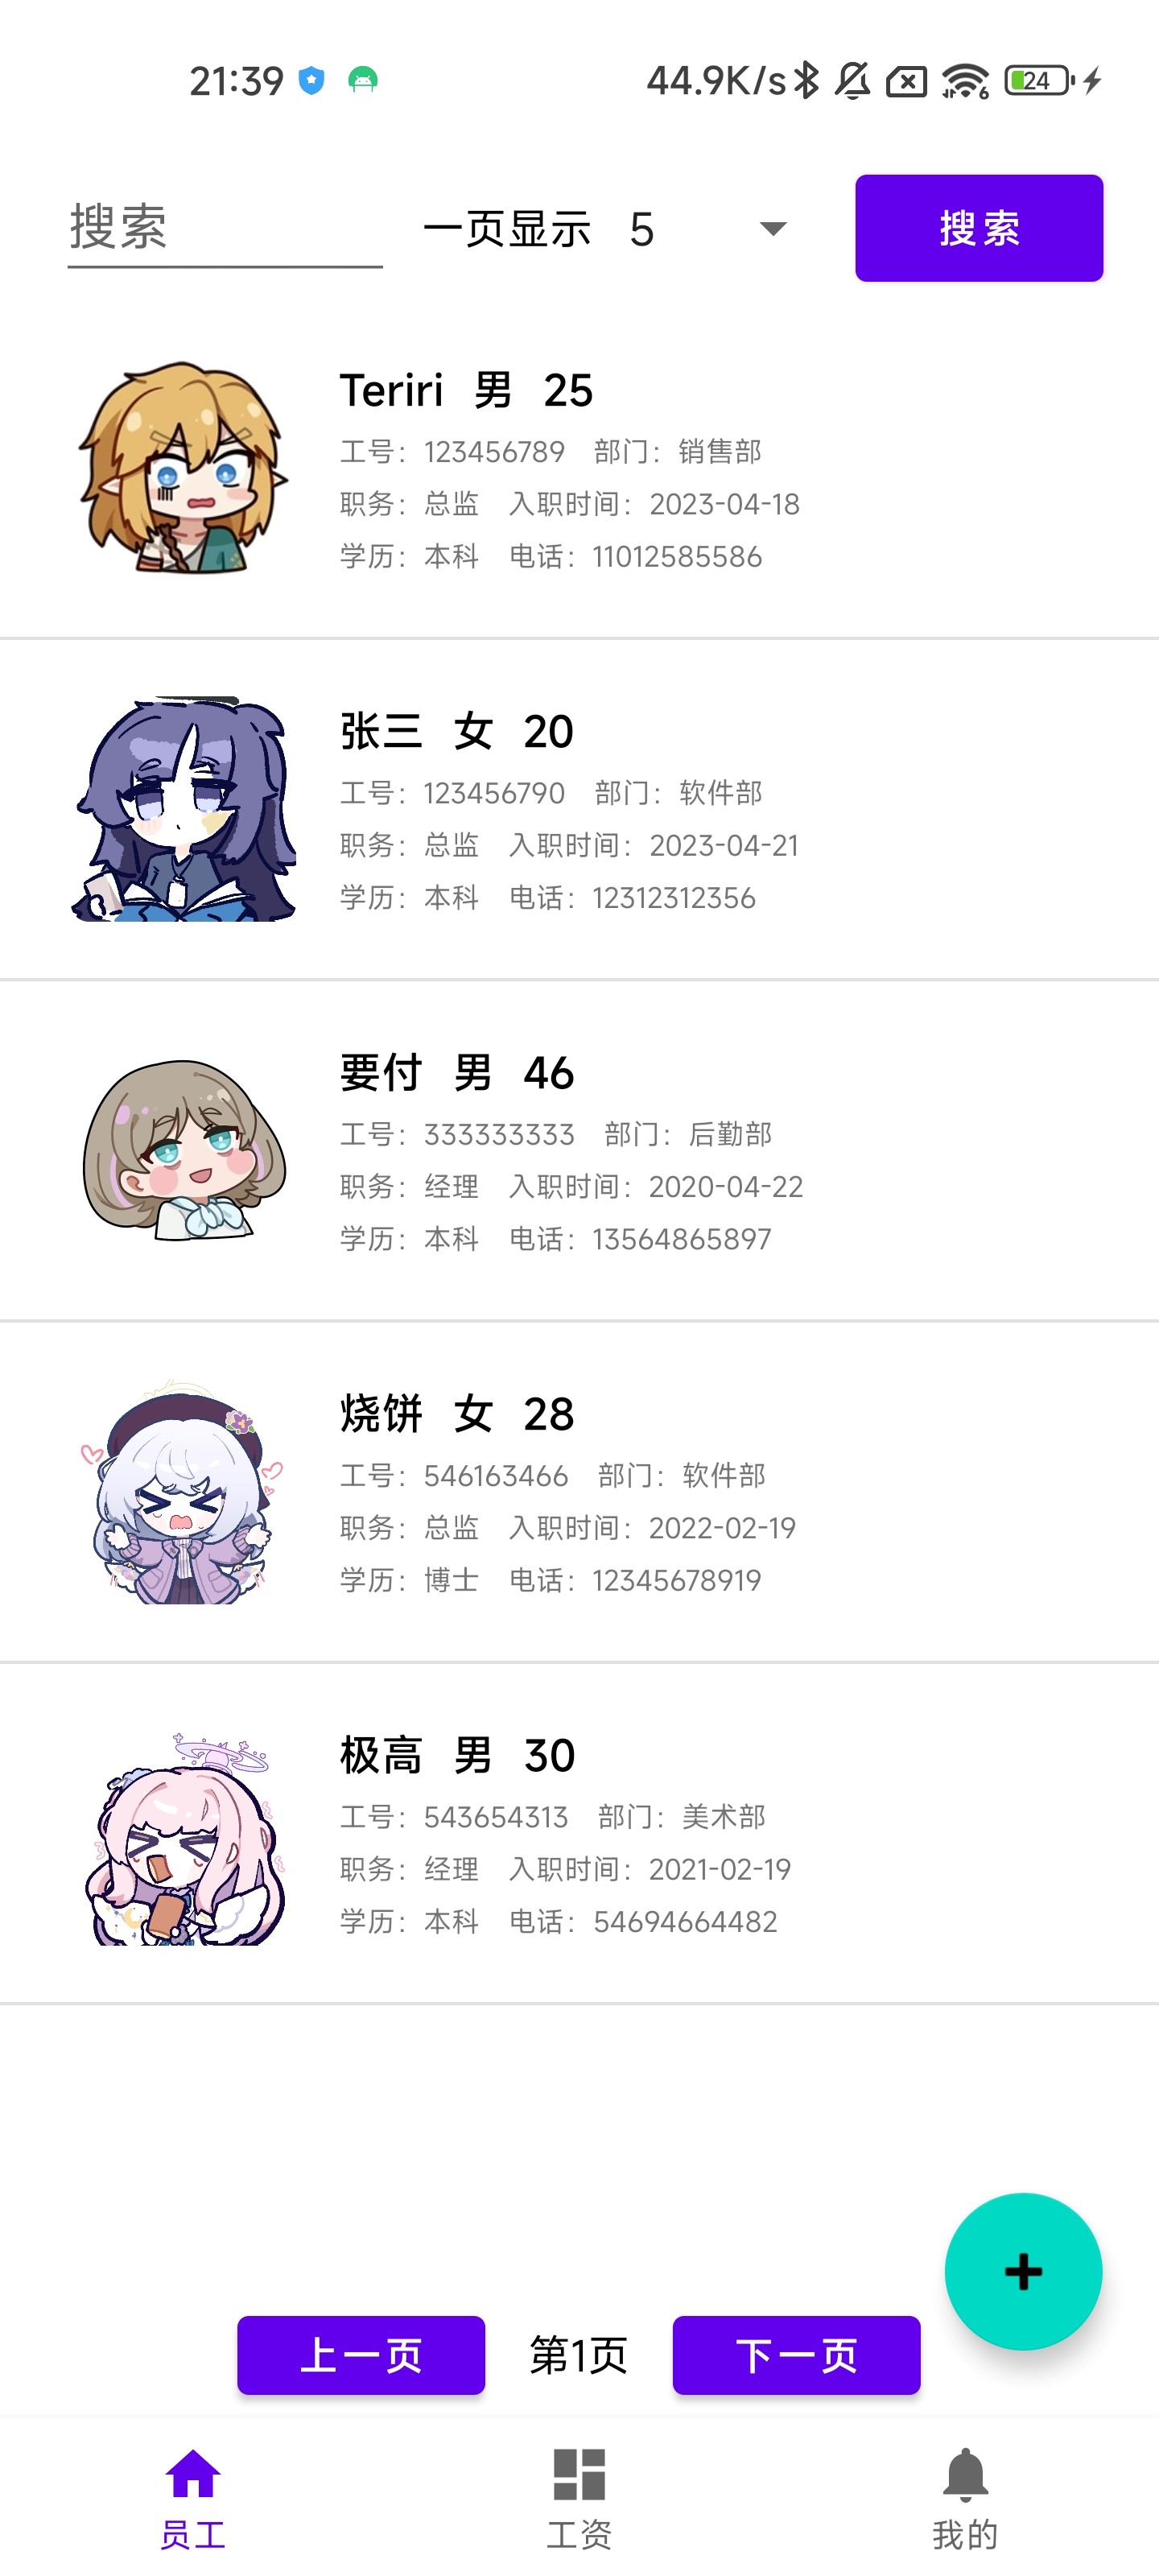 21:39 44.9K/s 6 24
搜索 一页显示 5 搜索
Teriri 男 25
工号：123456789 部门：销售部
职务：总监 入职时间：2023-04-18
学历：本科 电话：11012585586
张三 女 20
工号：123456790 部门：软件部
职务：总监 入职时间：2023-04-21
学历：本科 电话：12312312356
要付 男 46
工号：333333333 部门：后勤部
职务：经理 入职时间：2020-04-22
学历：本科 电话：13564865897
烧饼 女 28
工号：546163466 部门：软件部
职务：总监 入职时间：2022-02-19
学历：博士 电话：12345678919
极高 男 30
工号：543654313 部门：美术部
职务：经理 入职时间：2021-02-19
学历：本科 电话：54694664482
上一页 第1页 下一页
员工 工资 我的